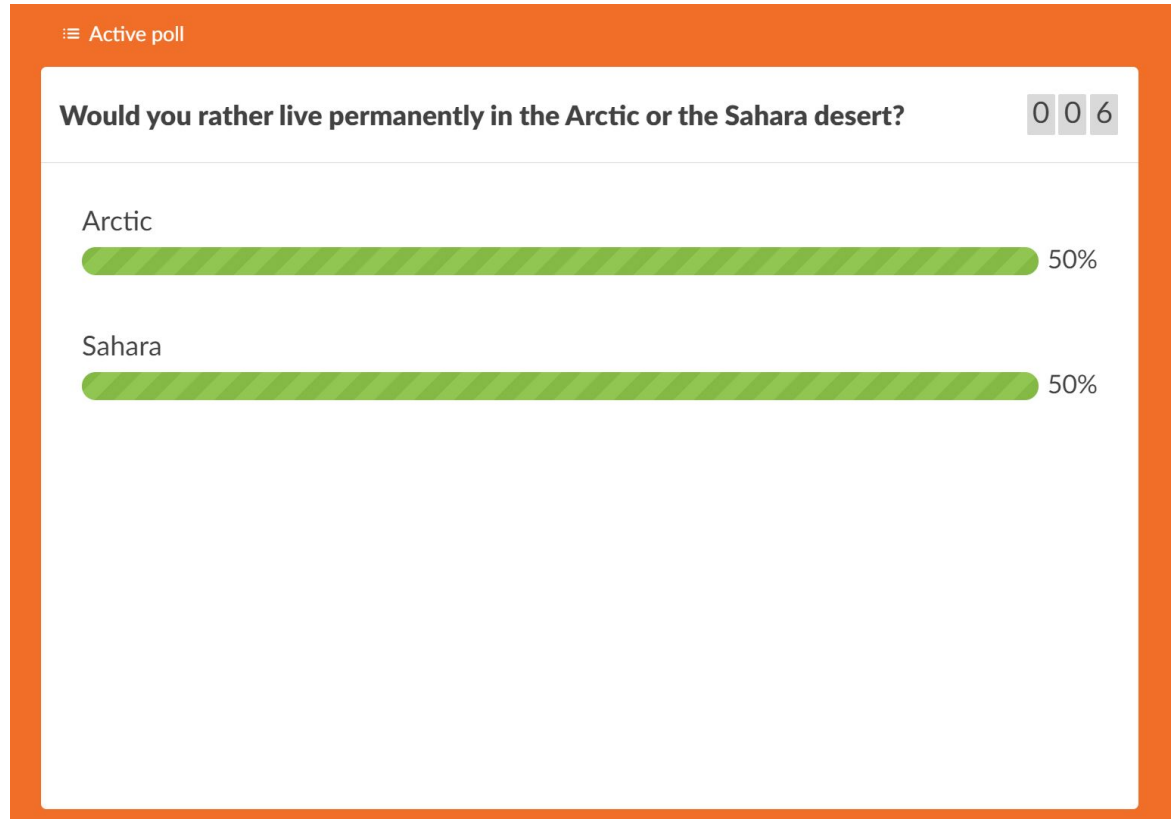 Active poll
Would you rather live permanently in the Arctic or the Sahara desert? 0 0 6
Arctic
50%
Sahara
50%